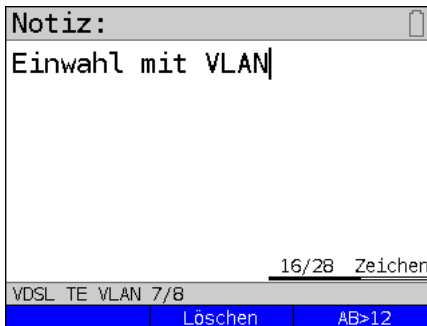 Notiz:
Einwahl mit VLAN
16/28 Zeichen
VDSL TE VLAN 7/8
Löschen AB>12